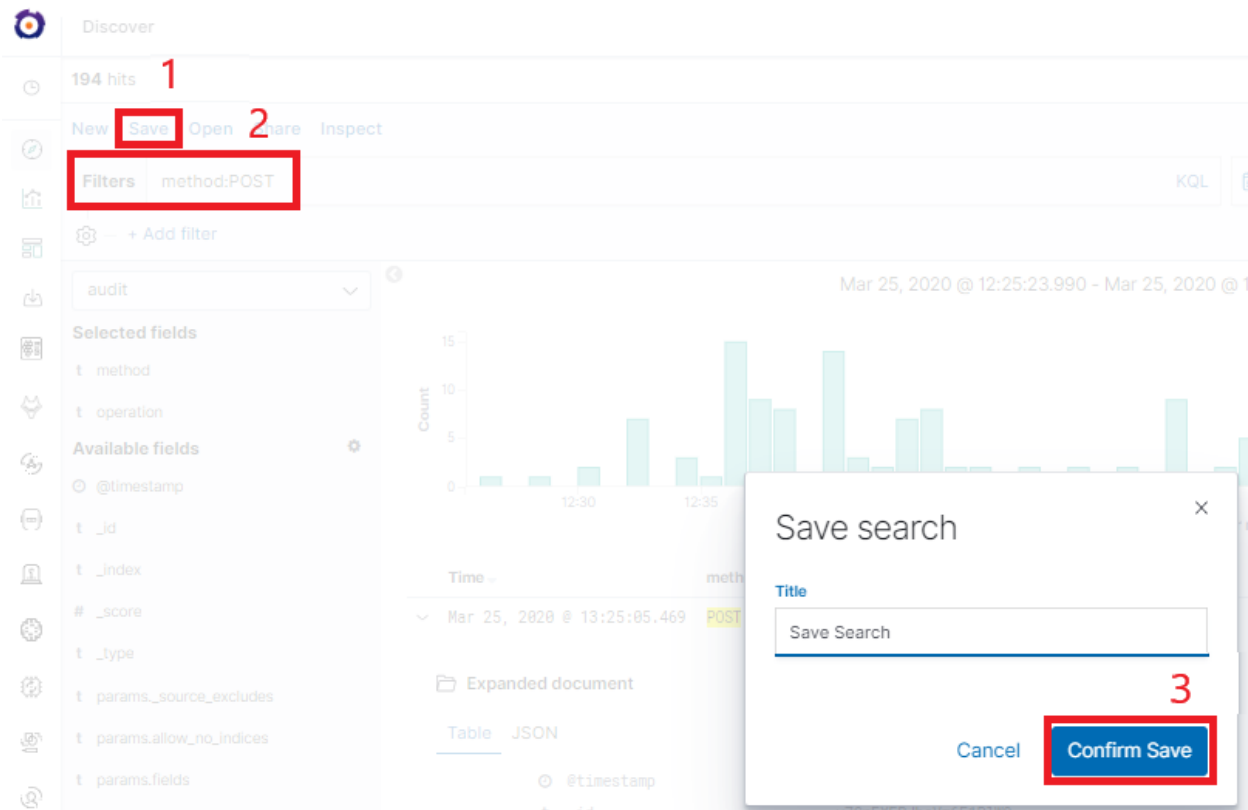 Discover
194 hits
1
New Save Open Share Inspect
2
Filters method:POST KQL
+ Add filter
audit
Mar 25, 2020 @ 12:25:23.990 - Mar 25, 2020 @ 1
Selected fields
t method
t operation
Available fields
@timestamp
t _id
t _index
# _score
t _type
t params._source_excludes
t params.allow_no_indices
t params.fields
Count
15
10
5
0
12:30 12:35
Time meth
Mar 25, 2020 @ 13:25:05.469 POST
Expanded document
Table JSON
@timestamp
Save search
Title
Save Search
3
Cancel Confirm Save